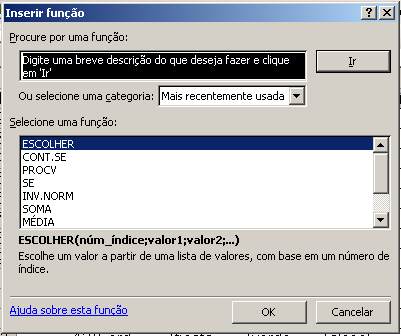 Inserir função
Procure por uma função:
Digite uma breve descrição do que deseja fazer e clique
em 'Ir'
Ir
Ou selecione uma categoria: Mais recentemente usada
Selecione uma função:
ESCOLHER
CONT.SE
PROCV
SE
INV.NORM
SOMA
MÉDIA
ESCOLHER(núm_índice;valor1;valor2;...)
Escolhe um valor a partir de uma lista de valores, com base em um número de
índice.
Ajuda sobre esta função
OK
Cancelar